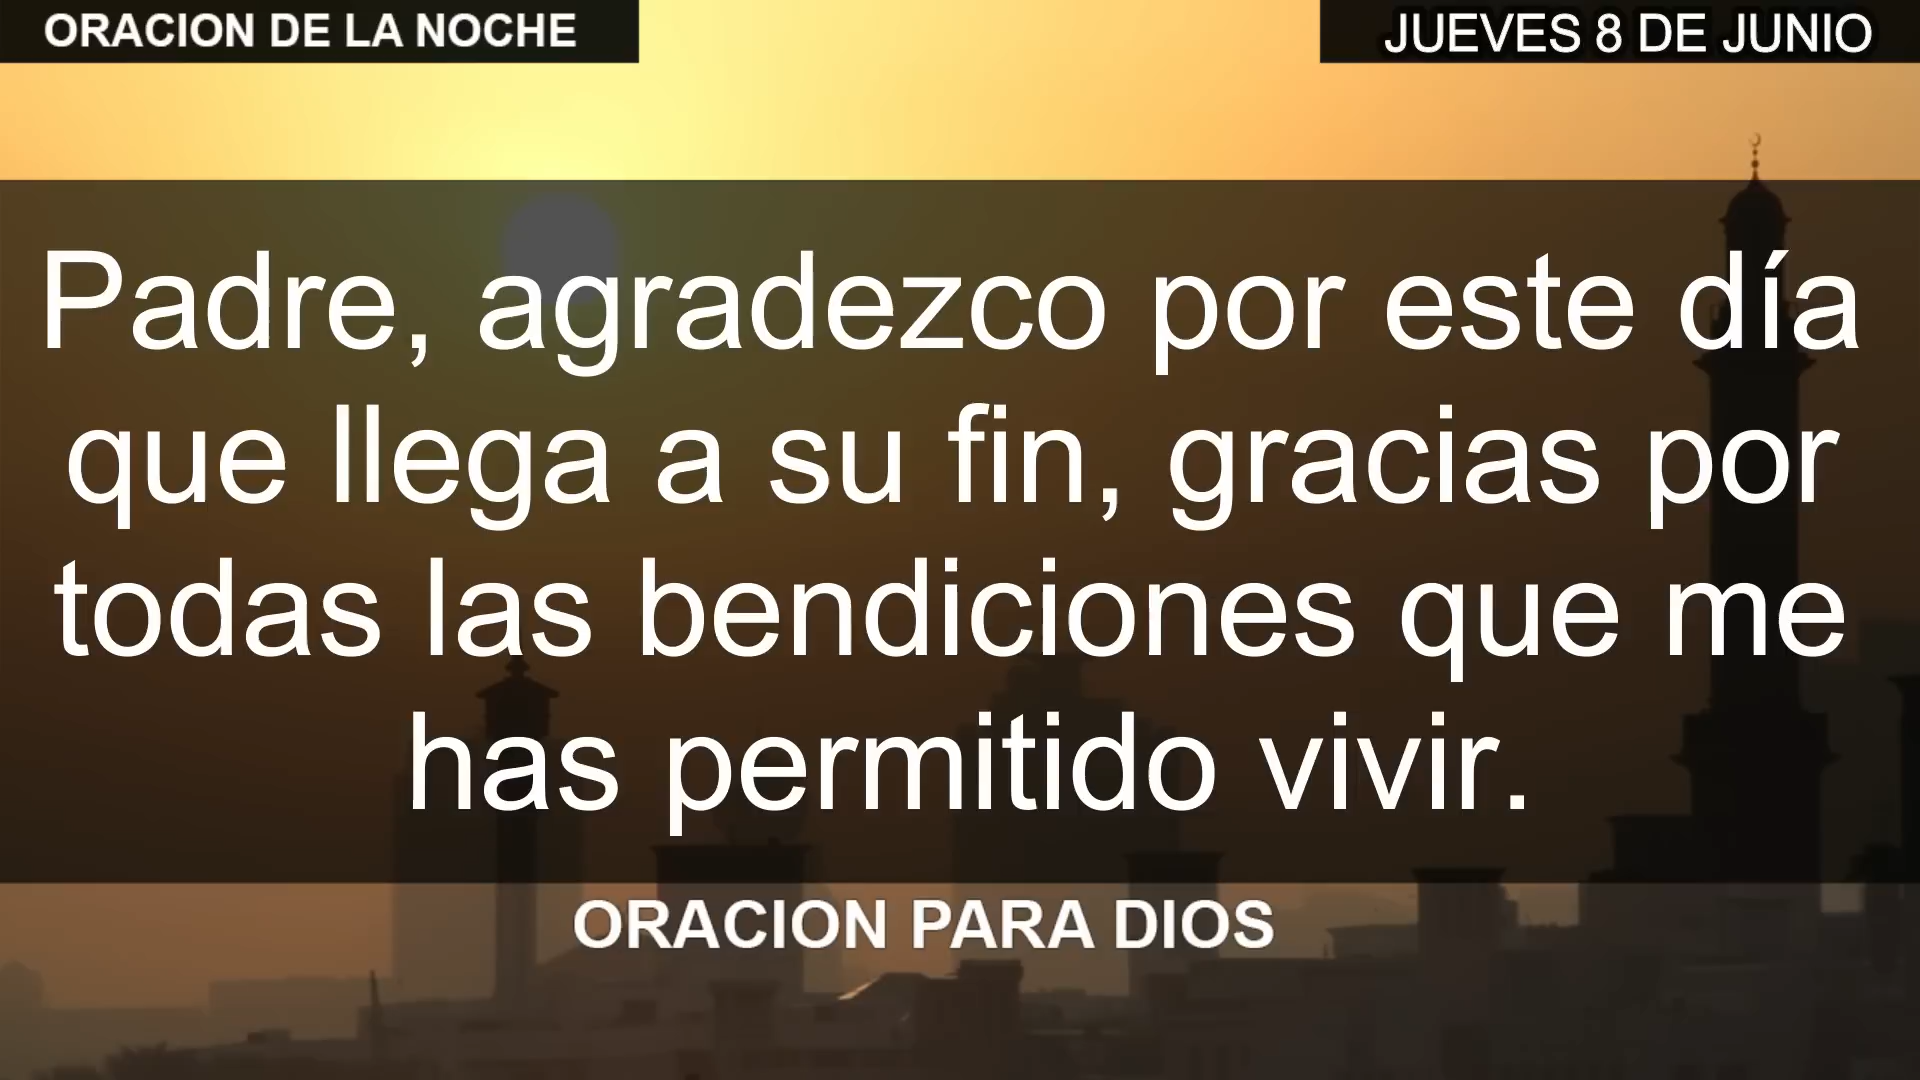 ORACION DE LA NOCHE
JUEVES 8 DE JUNIO
Padre, agradezco por este día
que llega a su fin, gracias por
todas las bendiciones que me
has permitido vivir.
ORACION PARA DIOS